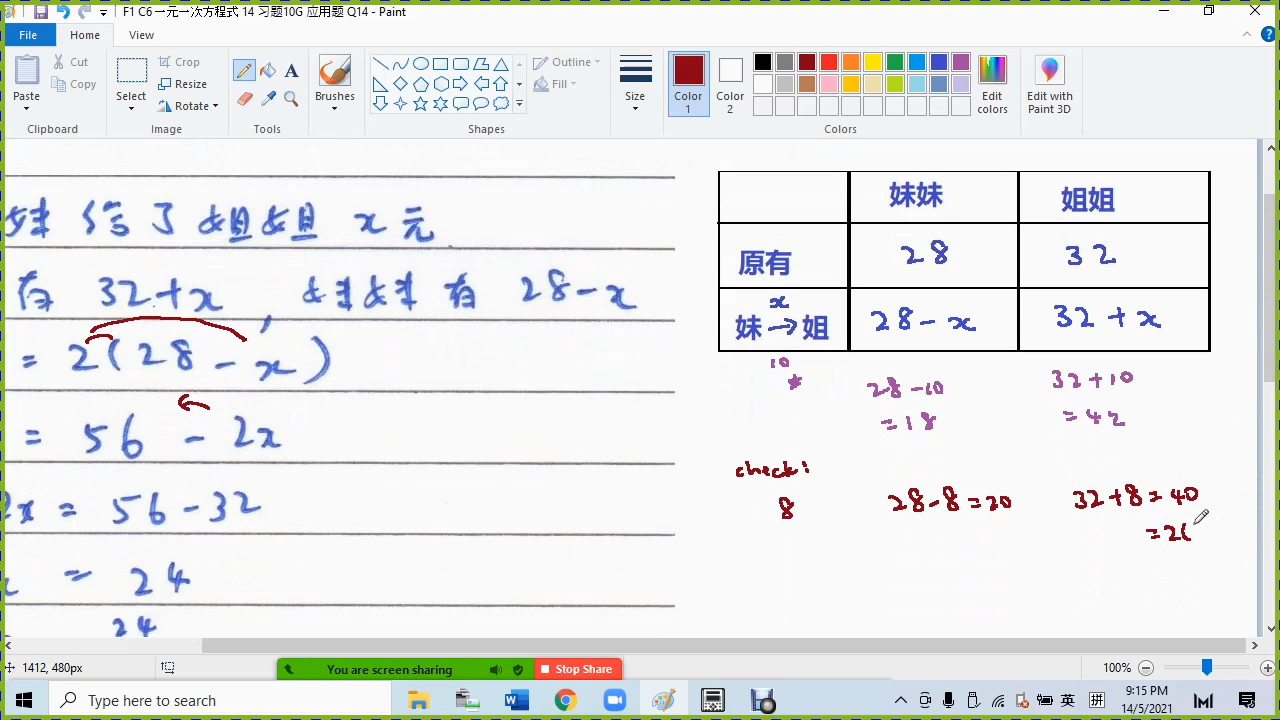 F1 C6一元一次方程式 14 习题10G 应用题 Q14 - Paint
File Home View
Paste Cut Copy Select Crop Resize Rotate Brushes Outline Fill Size Color 1 Color 2 Edit colors Edit with Paint 3D
Clipboard Image Tools Shapes Colors
妹给了姐姐 x元
有 32+x , 妹妹有 28-x
= 2(28-x)
= 56 - 2x
2x = 56-32
= 24
24
妹妹 姐姐
原有 28 32
x
妹 → 姐 28-x 32+x
10
* 28-10 32+10
=18 =42
check:
8 28-8=20 32+8=40
=2(
1412, 480px 100%
You are screen sharing Stop Share
Type here to search 英 拼 9:15 PM
14/5/2021